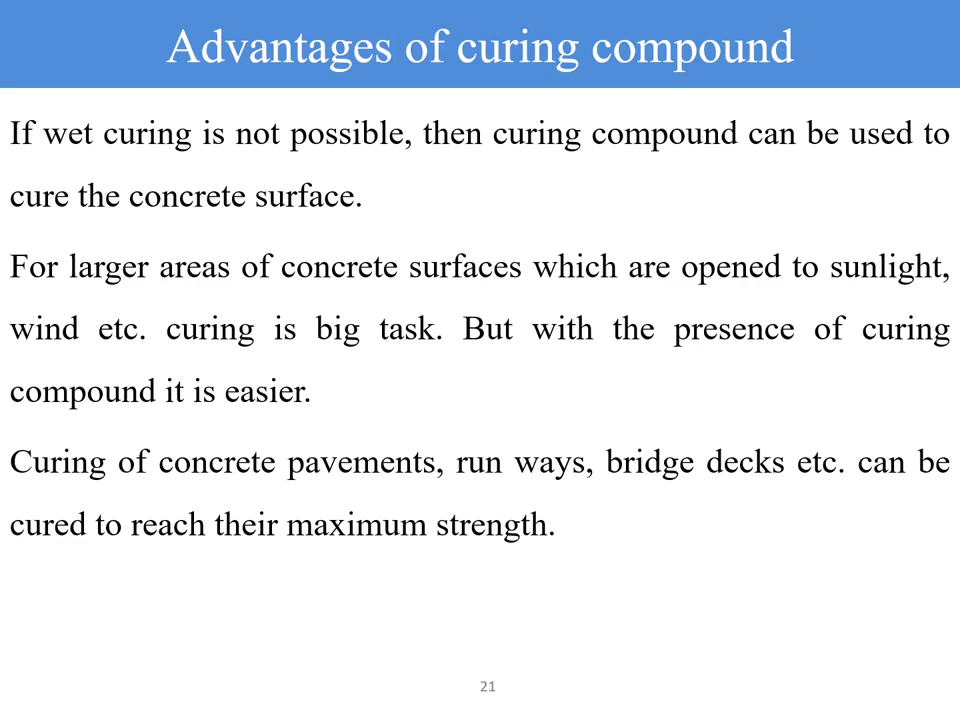 Advantages of curing compound
If wet curing is not possible, then curing compound can be used to
cure the concrete surface.
For larger areas of concrete surfaces which are opened to sunlight,
wind etc. curing is big task. But with the presence of curing
compound it is easier.
Curing of concrete pavements, run ways, bridge decks etc. can be
cured to reach their maximum strength.
21